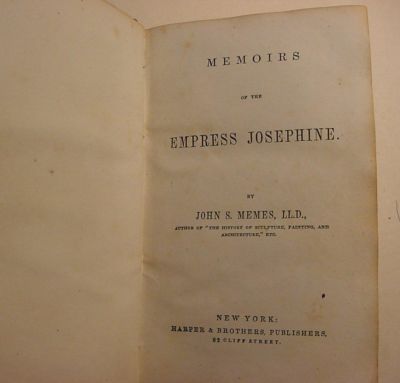 MEMOIRS
OF THE
EMPRESS JOSEPHINE.
BY
JOHN S. MEMES, LL.D.,
AUTHOR OF "THE HISTORY OF SCULPTURE, PAINTING, AND
ARCHITECTURE," ETC.
NEW YORK:
HARPER & BROTHERS, PUBLISHERS,
82 CLIFF STREET.